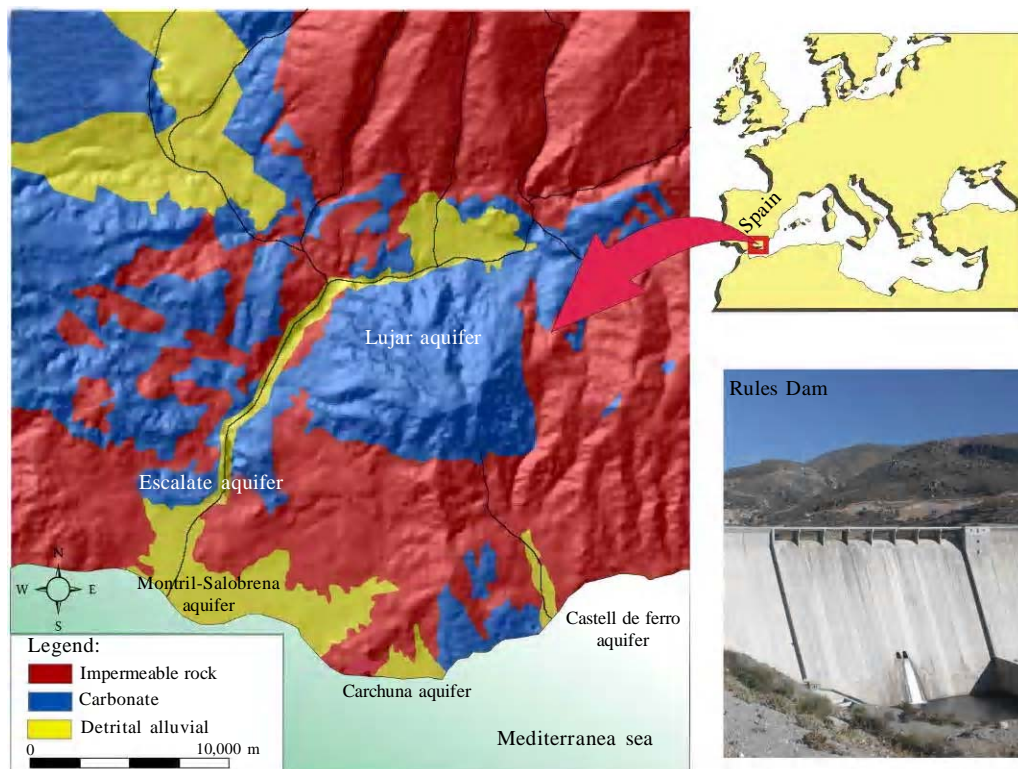 Spain
Lujar aquifer
Rules Dam
Escalate aquifer
N
W
E
S
Montril-Salobrena
aquifer
Castell de ferro
aquifer
Legend:
Impermeable rock
Carbonate
Detrital alluvial
0
10,000 m
Carchuna aquifer
Mediterranea sea